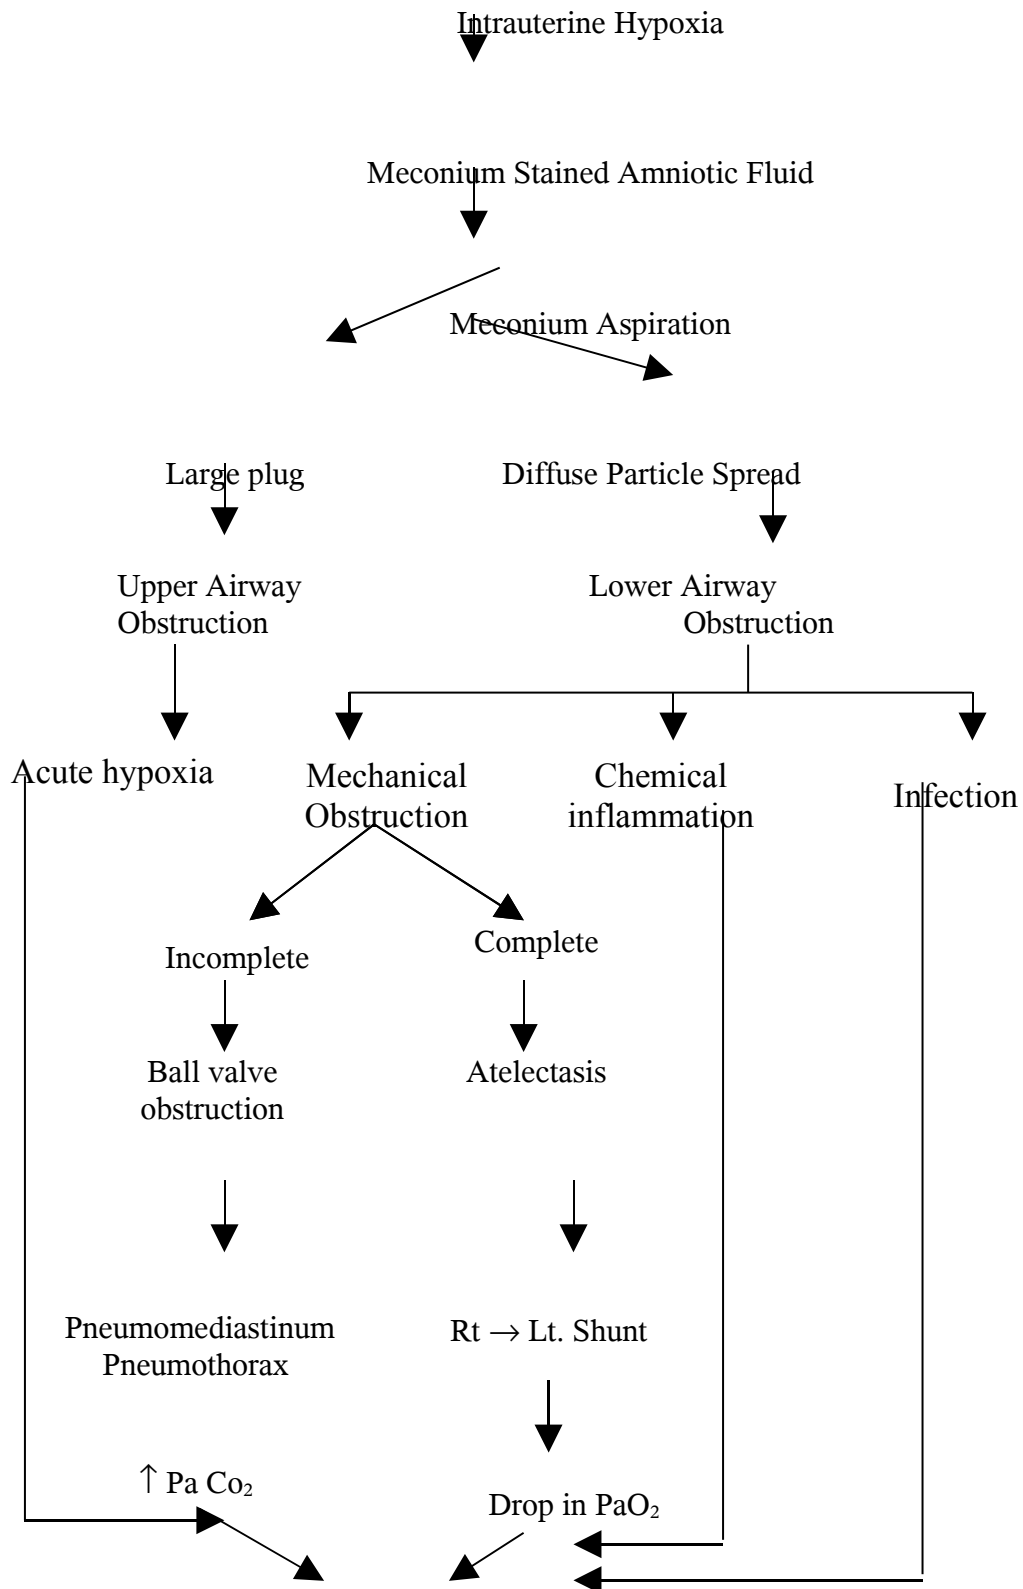 Intrauterine Hypoxia
Meconium Stained Amniotic Fluid
Meconium Aspiration
Large plug
Diffuse Particle Spread
Upper Airway
Obstruction
Lower Airway
Obstruction
Acute hypoxia
Mechanical
Obstruction
Chemical
inflammation
Infection
Incomplete
Complete
Ball valve
obstruction
Atelectasis
Pneumomediastinum
Pneumothorax
Rt → Lt. Shunt
↑ Pa Co₂
Drop in PaO₂